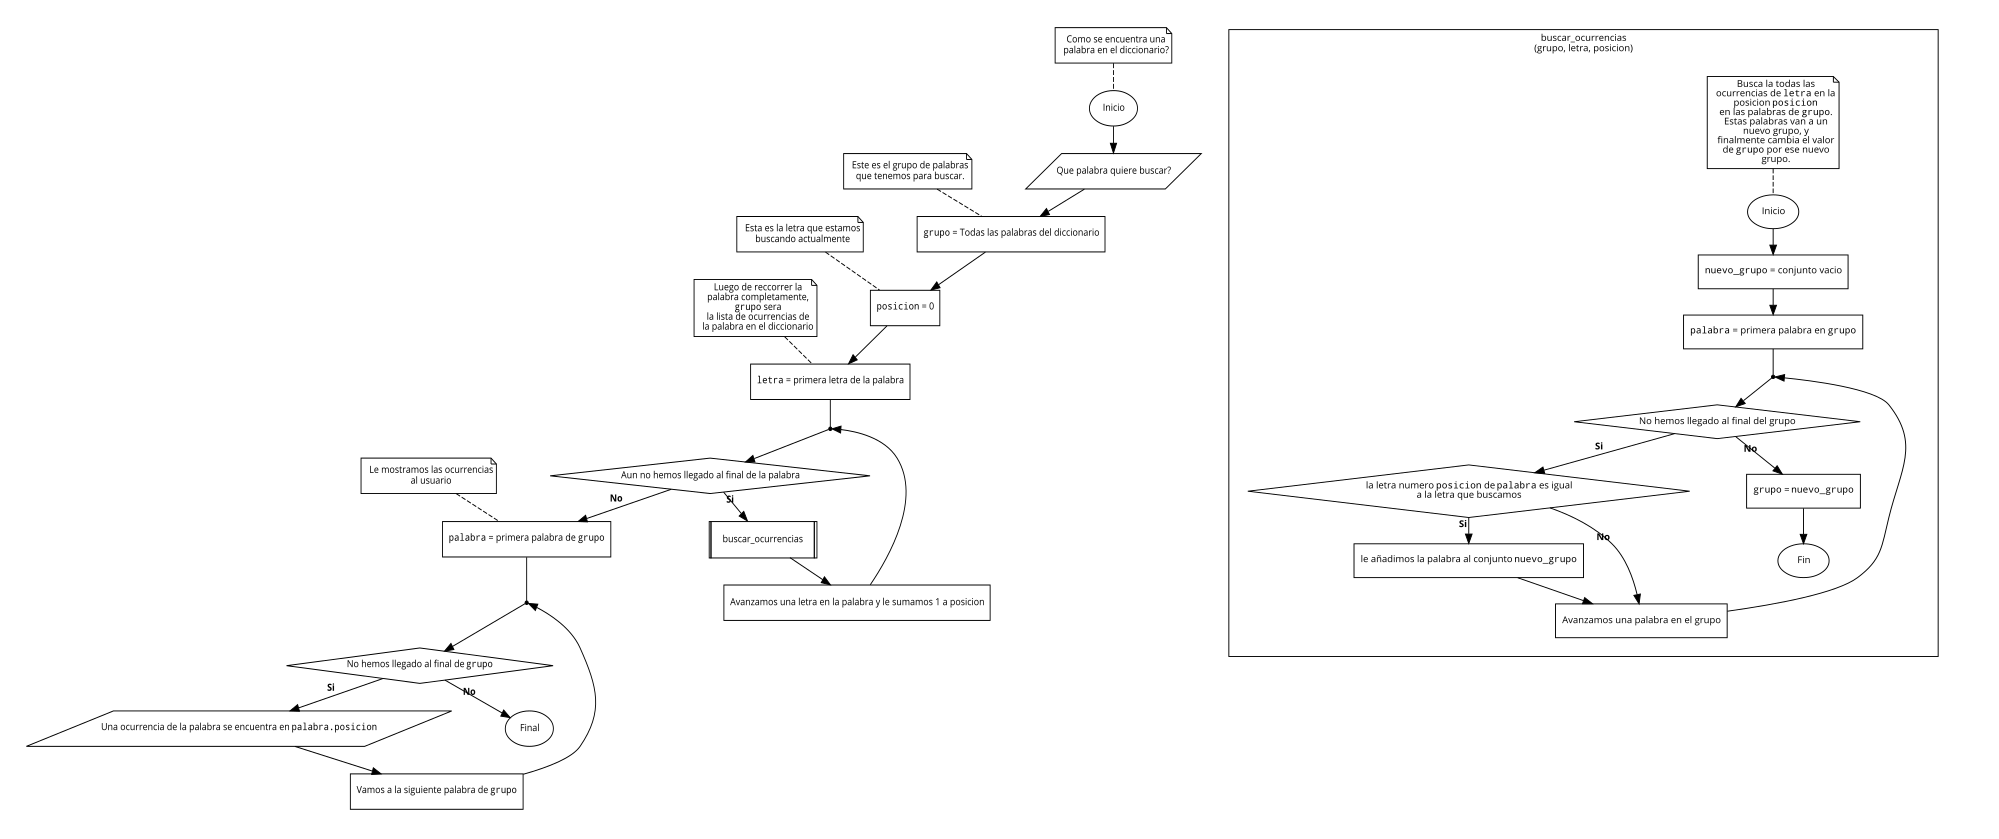 Como se encuentra una
palabra en el diccionario?
Inicio
Que palabra quiere buscar?
Este es el grupo de palabras
que tenemos para buscar.
grupo = Todas las palabras del diccionario
Esta es la letra que estamos
buscando actualmente
posicion = 0
Luego de reccorrer la
palabra completamente,
grupo sera
la lista de ocurrencias de
la palabra en el diccionario
letra = primera letra de la palabra
Aun no hemos llegado al final de la palabra
No
Si
Le mostramos las ocurrencias
al usuario
palabra = primera palabra de grupo
buscar_ocurrencias
Avanzamos una letra en la palabra y le sumamos 1 a posicion
No hemos llegado al final de grupo
Si
No
Una ocurrencia de la palabra se encuentra en palabra.posicion
Final
Vamos a la siguiente palabra de grupo
buscar_ocurrencias
(grupo, letra, posicion)
Busca la todas las
ocurrencias de letra en la
posicion posicion
en las palabras de grupo.
Estas palabras van a un
nuevo grupo, y
finalmente cambia el valor
de grupo por ese nuevo
grupo.
Inicio
nuevo_grupo = conjunto vacio
palabra = primera palabra en grupo
No hemos llegado al final del grupo
Si
No
la letra numero posicion de palabra es igual
a la letra que buscamos
grupo = nuevo_grupo
Si
No
le añadimos la palabra al conjunto nuevo_grupo
Fin
Avanzamos una palabra en el grupo